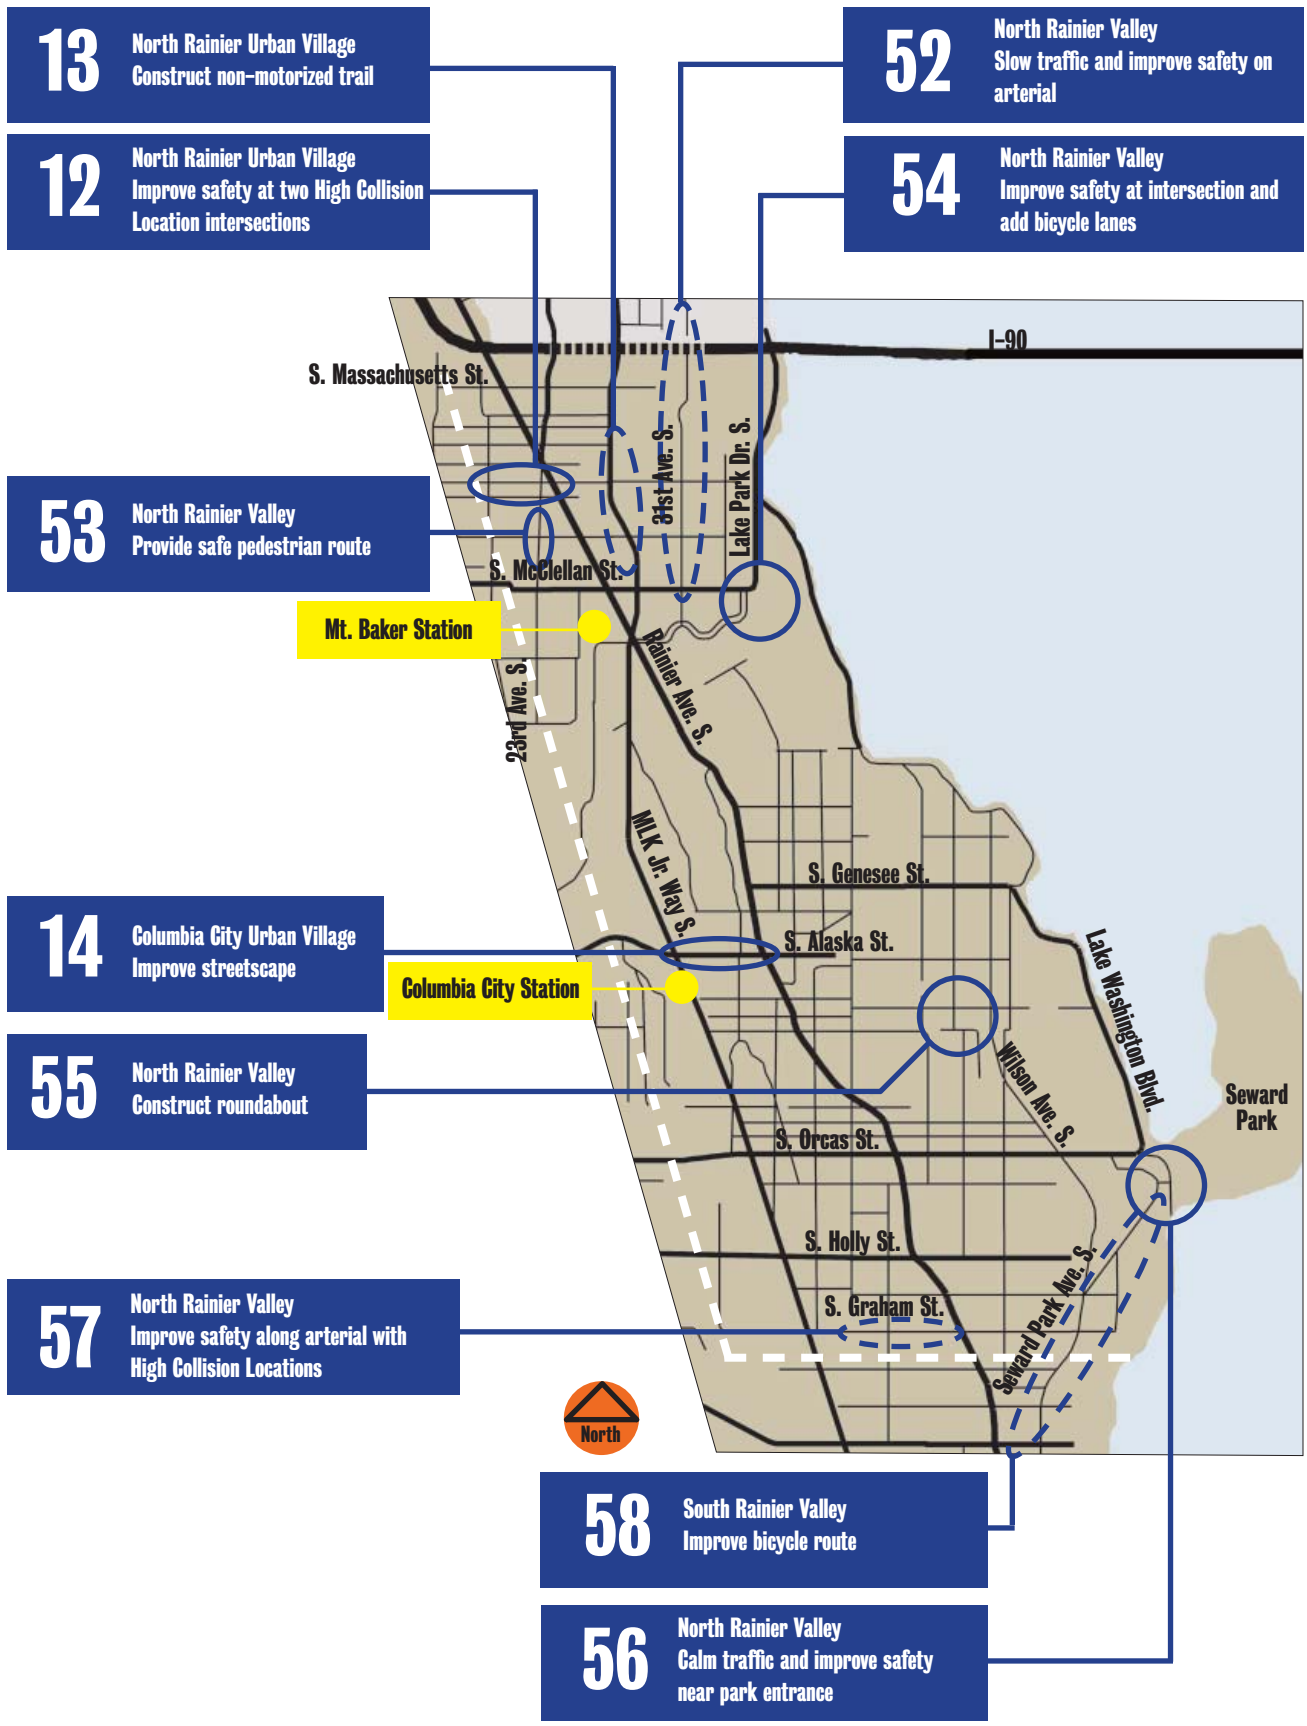 13
North Rainier Urban Village
Construct non-motorized trail
52
North Rainier Valley
Slow traffic and improve safety on
arterial
12
North Rainier Urban Village
Improve safety at two High Collision
Location intersections
54
North Rainier Valley
Improve safety at intersection and
add bicycle lanes
I-90
S. Massachusetts St.
31st Ave. S.
Lake Park Dr. S.
53
North Rainier Valley
Provide safe pedestrian route
S. McClellan St.
Mt. Baker Station
Rainier Ave. S.
23rd Ave. S.
MLK Jr. Way S.
S. Genesee St.
14
Columbia City Urban Village
Improve streetscape
S. Alaska St.
Lake Washington Blvd.
Columbia City Station
55
North Rainier Valley
Construct roundabout
Wilson Ave. S.
Seward
Park
S. Orcas St.
S. Holly St.
Seward Park Ave. S.
57
North Rainier Valley
Improve safety along arterial with
High Collision Locations
S. Graham St.
North
58
South Rainier Valley
Improve bicycle route
56
North Rainier Valley
Calm traffic and improve safety
near park entrance